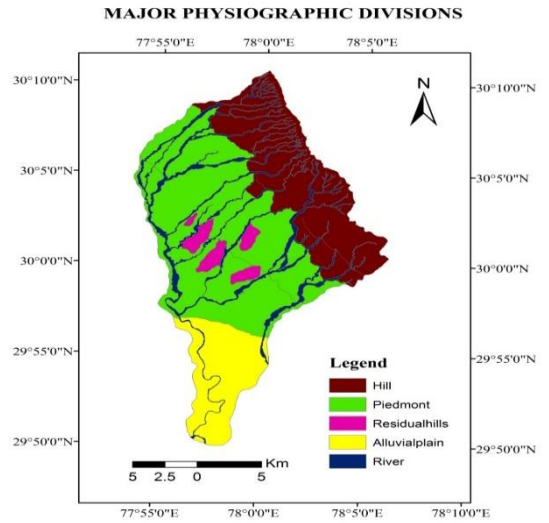 MAJOR PHYSIOGRAPHIC DIVISIONS
77°55'0"E 78°0'0"E 78°5'0"E
30°10'0"N 30°10'0"N
N
30°5'0"N 30°5'0"N
30°0'0"N 30°0'0"N
29°55'0"N 29°55'0"N
Legend
Hill
Piedmont
Residualhills
Alluvialplain
River
29°50'0"N 29°50'0"N
Km
5 2.5 0 5
77°55'0"E 78°0'0"E 78°5'0"E 78°10'0"E